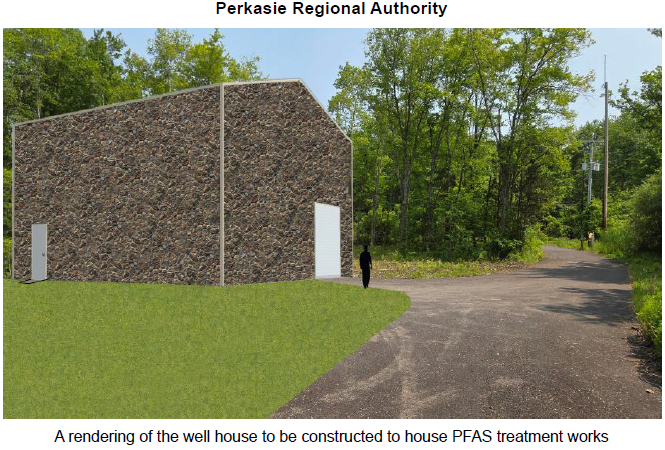 Perkasie Regional Authority
A rendering of the well house to be constructed to house PFAS treatment works